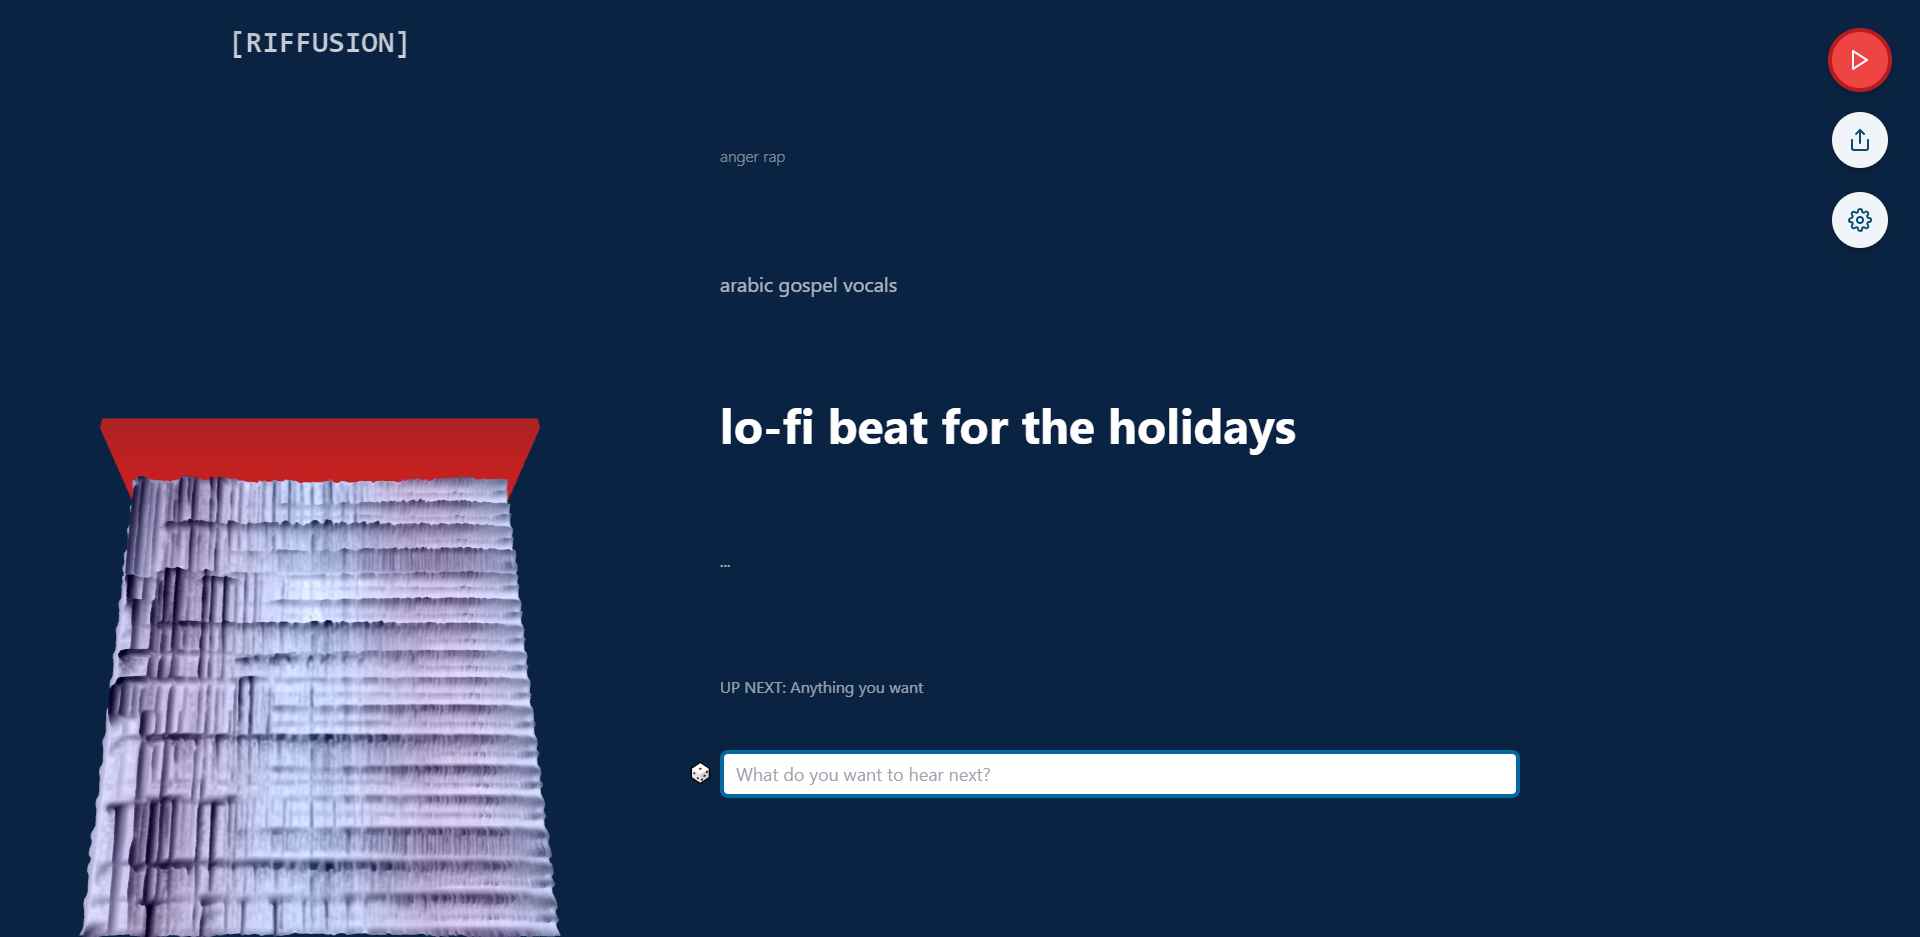 [RIFFUSION]
anger rap
arabic gospel vocals
lo-fi beat for the holidays
...
UP NEXT: Anything you want
What do you want to hear next?